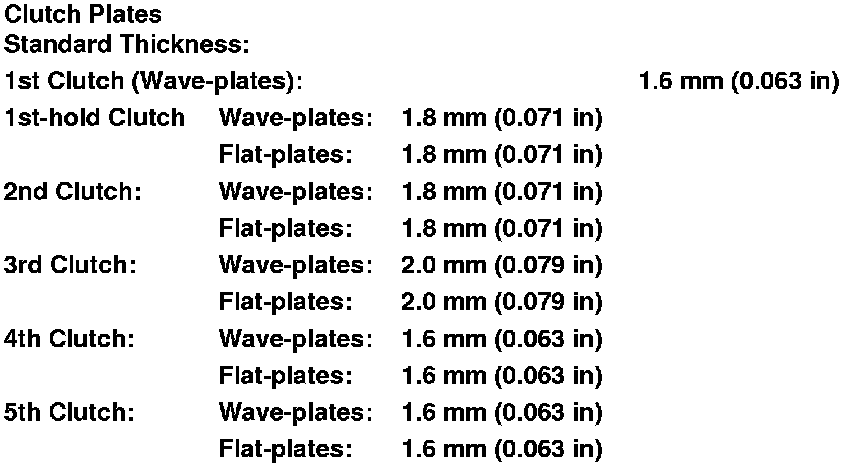 Clutch Plates
Standard Thickness:
1st Clutch (Wave-plates): 1.6 mm (0.063 in)
1st-hold Clutch Wave-plates: 1.8 mm (0.071 in)
Flat-plates: 1.8 mm (0.071 in)
2nd Clutch: Wave-plates: 1.8 mm (0.071 in)
Flat-plates: 1.8 mm (0.071 in)
3rd Clutch: Wave-plates: 2.0 mm (0.079 in)
Flat-plates: 2.0 mm (0.079 in)
4th Clutch: Wave-plates: 1.6 mm (0.063 in)
Flat-plates: 1.6 mm (0.063 in)
5th Clutch: Wave-plates: 1.6 mm (0.063 in)
Flat-plates: 1.6 mm (0.063 in)